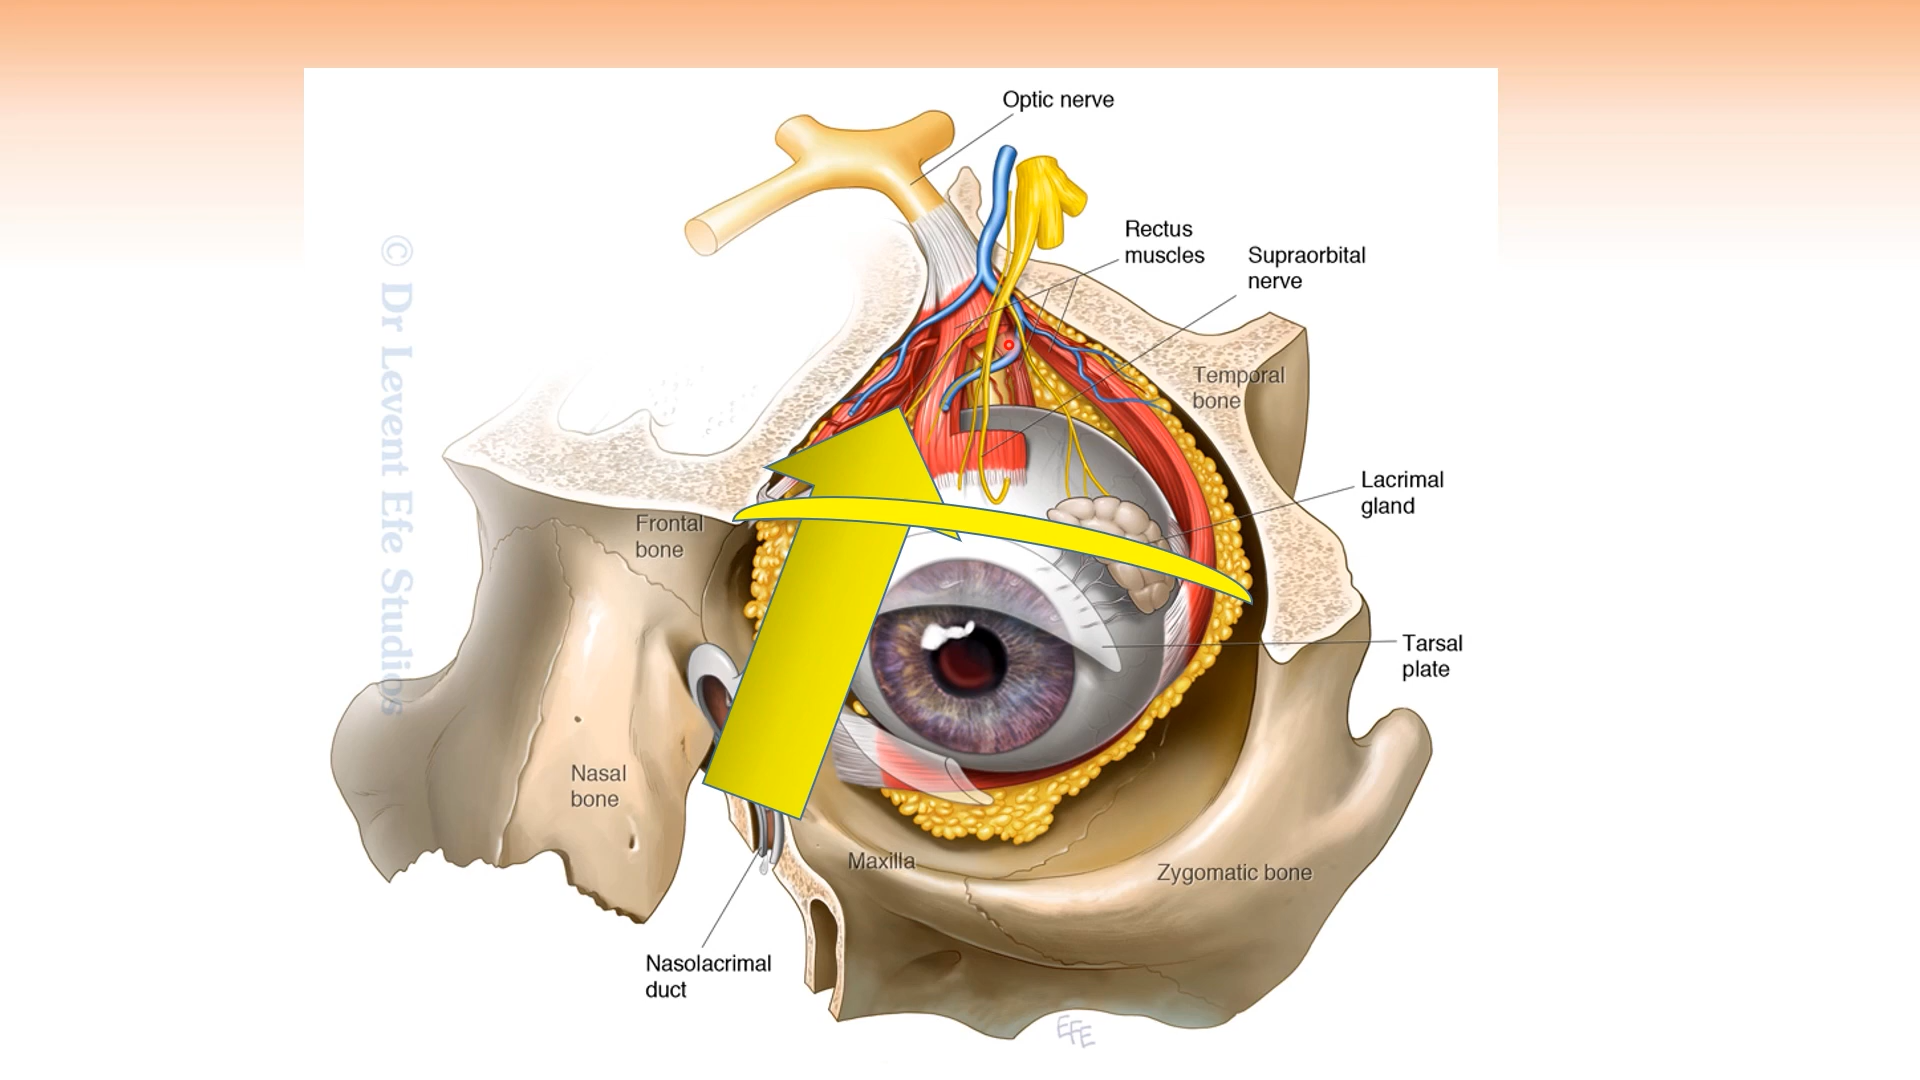 Optic nerve
Rectus
muscles
Supraorbital
nerve
Temporal
bone
Lacrimal
gland
Frontal
bone
Tarsal
plate
Nasal
bone
Maxilla
Zygomatic bone
Nasolacrimal
duct
© Dr Levent Efe Studios
EFE